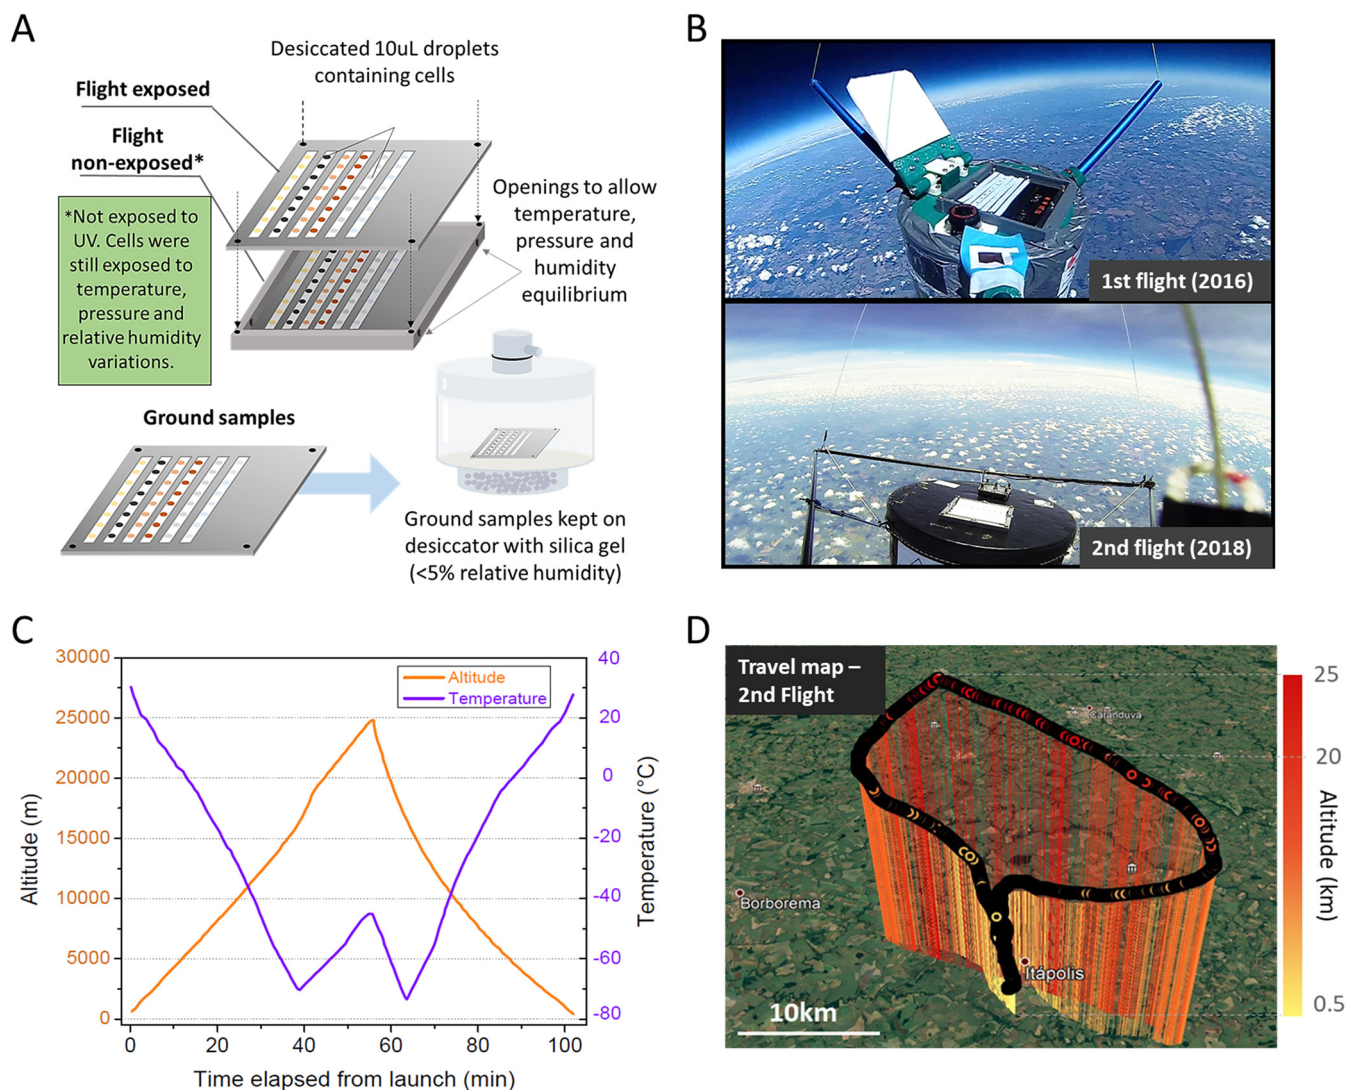 A
Desiccated 10uL droplets
containing cells
Flight exposed
Flight
non-exposed*
*Not exposed to
UV. Cells were
still exposed to
temperature,
pressure and
relative humidity
variations.
Openings to allow
temperature,
pressure and
humidity
equilibrium
Ground samples
Ground samples kept on
desiccator with silica gel
(<5% relative humidity)
B
1st flight (2016)
2nd flight (2018)
C
Altitude
Temperature
30000
25000
20000
15000
10000
5000
0
Altitude (m)
40
20
0
-20
-40
-60
-80
Temperature (°C)
0
20
40
60
80
100
Time elapsed from launch (min)
D
Travel map –
2nd Flight
Catanduva
Borborema
Itápolis
10km
25
20
0.5
Altitude (km)